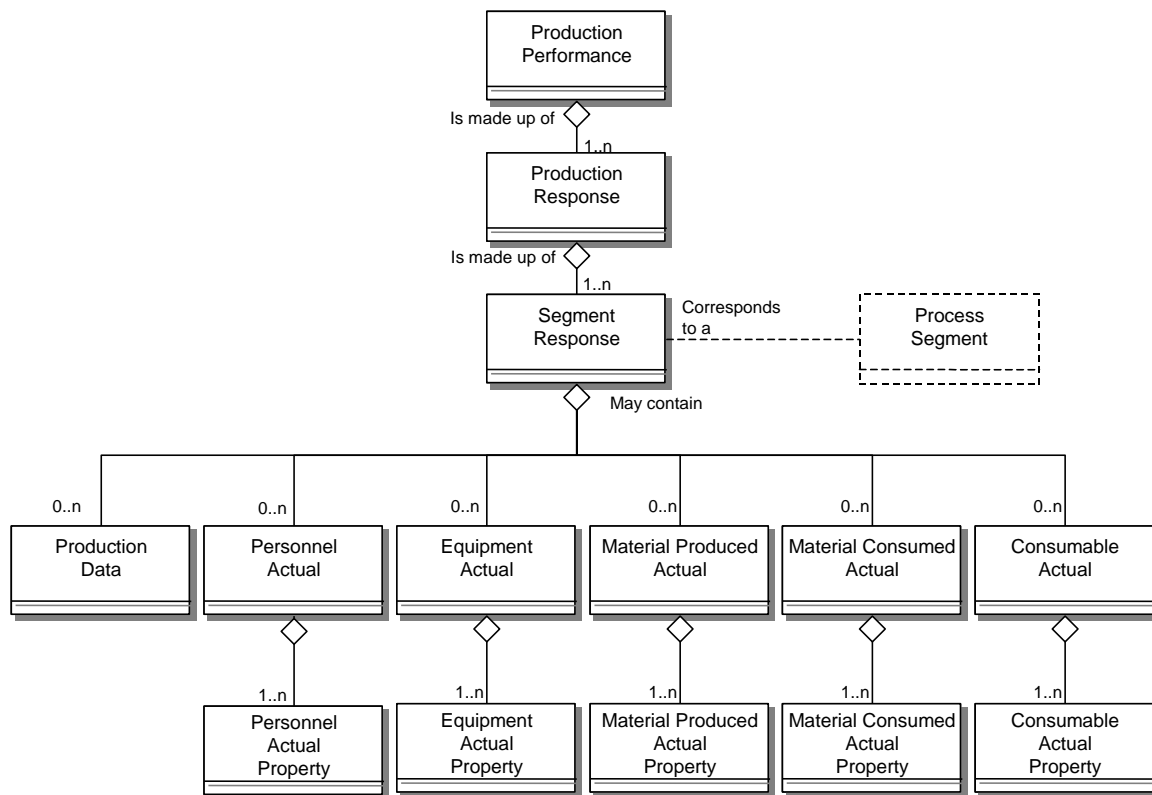 Production
Performance
Is made up of
1..n
Production
Response
Is made up of
1..n
Segment
Response
Corresponds
to a
Process
Segment
May contain
0..n
0..n
0..n
0..n
0..n
0..n
Production
Data
Personnel
Actual
Equipment
Actual
Material Produced
Actual
Material Consumed
Actual
Consumable
Actual
1..n
1..n
1..n
1..n
1..n
Personnel
Actual
Property
Equipment
Actual
Property
Material Produced
Actual
Property
Material Consumed
Actual
Property
Consumable
Actual
Property